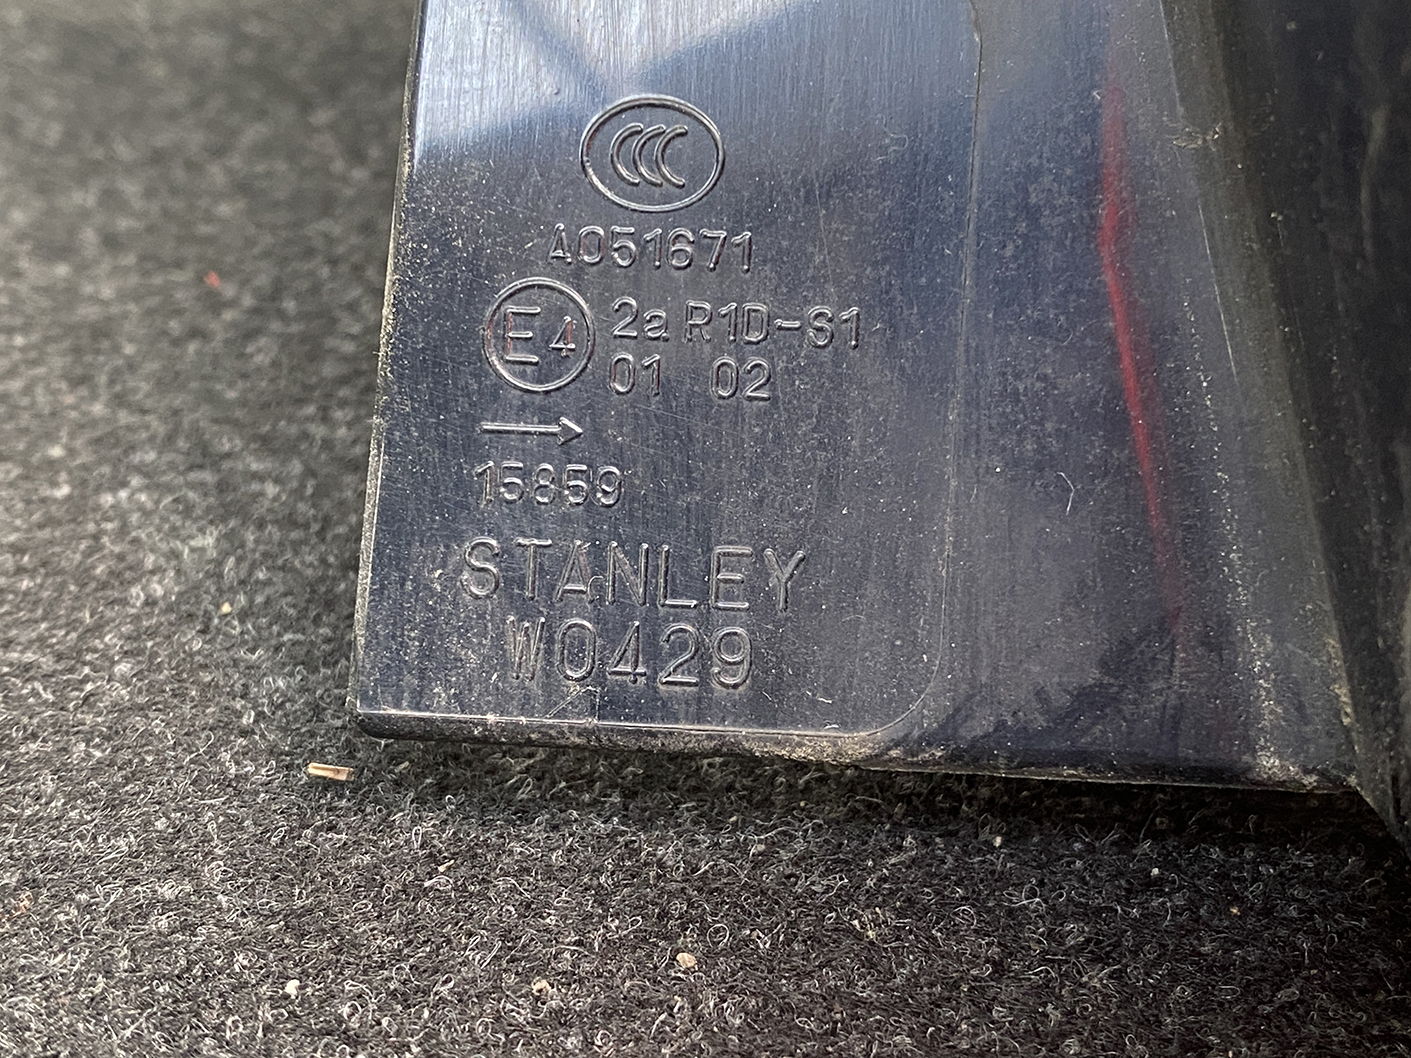 CCC
A051671
E4 2a R1D-S1
01 02
→
15859
STANLEY
W0429